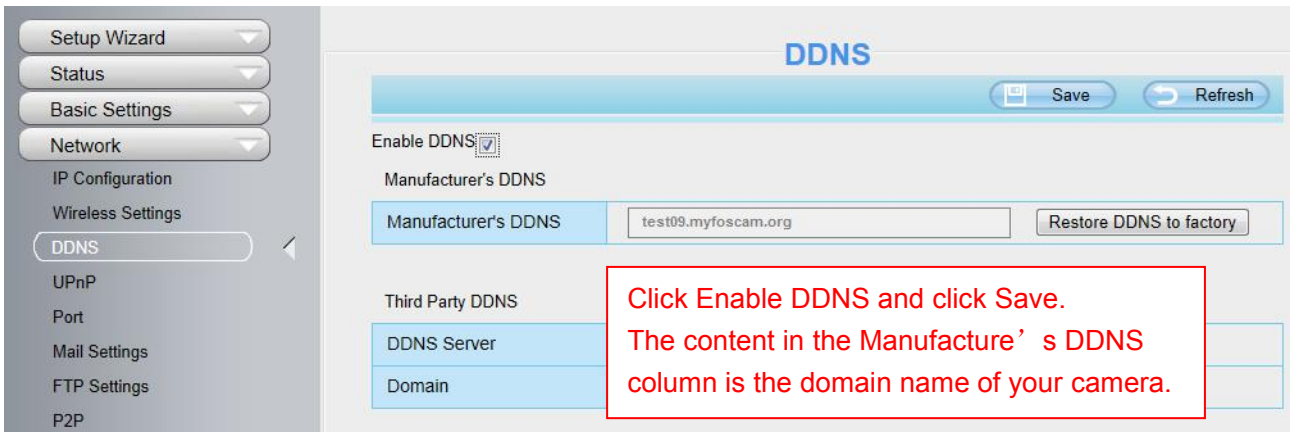 Setup Wizard
Status
Basic Settings
Network
IP Configuration
Wireless Settings
DDNS
UPnP
Port
Mail Settings
FTP Settings
P2P
DDNS
Save
Refresh
Enable DDNS
Manufacturer's DDNS
Manufacturer's DDNS
test09.myfoscam.org
Restore DDNS to factory
Third Party DDNS
DDNS Server
Domain
Click Enable DDNS and click Save.
The content in the Manufacture’s DDNS
column is the domain name of your camera.